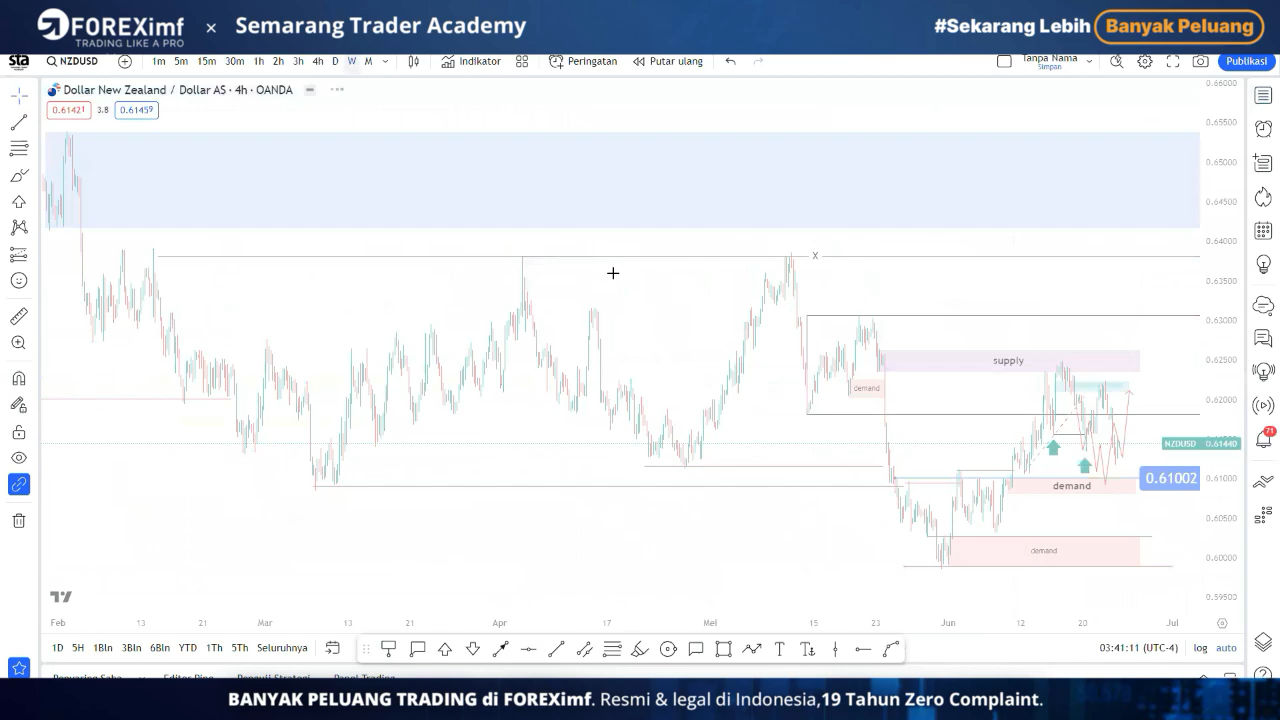 FOREXimf
TRADING LIKE A PRO
×
Semarang Trader Academy
#Sekarang Lebih Banyak Peluang
sta
NZDUSD
1m 5m 15m 30m 1h 2h 3h 4h D W M
Indikator
Peringatan
Putar ulang
Tanpa Nama
Simpan
Publikasi
Dollar New Zealand / Dollar AS · 4h · OANDA
0.61421 3.8 0.61459
0.66000
0.65500
0.65000
0.64500
0.64000
0.63500
0.63000
0.62500
0.62000
NZDUSD 0.61440
0.61002
0.61000
0.60500
0.60000
0.59500
X
supply
demand
demand
demand
71
Feb 13 21 Mar 13 21 Apr 17 Mei 15 23 Jun 12 20 Jul
1D 5H 1Bln 3Bln 6Bln YTD 1Th 5Th Seluruhnya
03:41:11 (UTC-4) log auto
BANYAK PELUANG TRADING di FOREXimf. Resmi & legal di Indonesia,19 Tahun Zero Complaint.